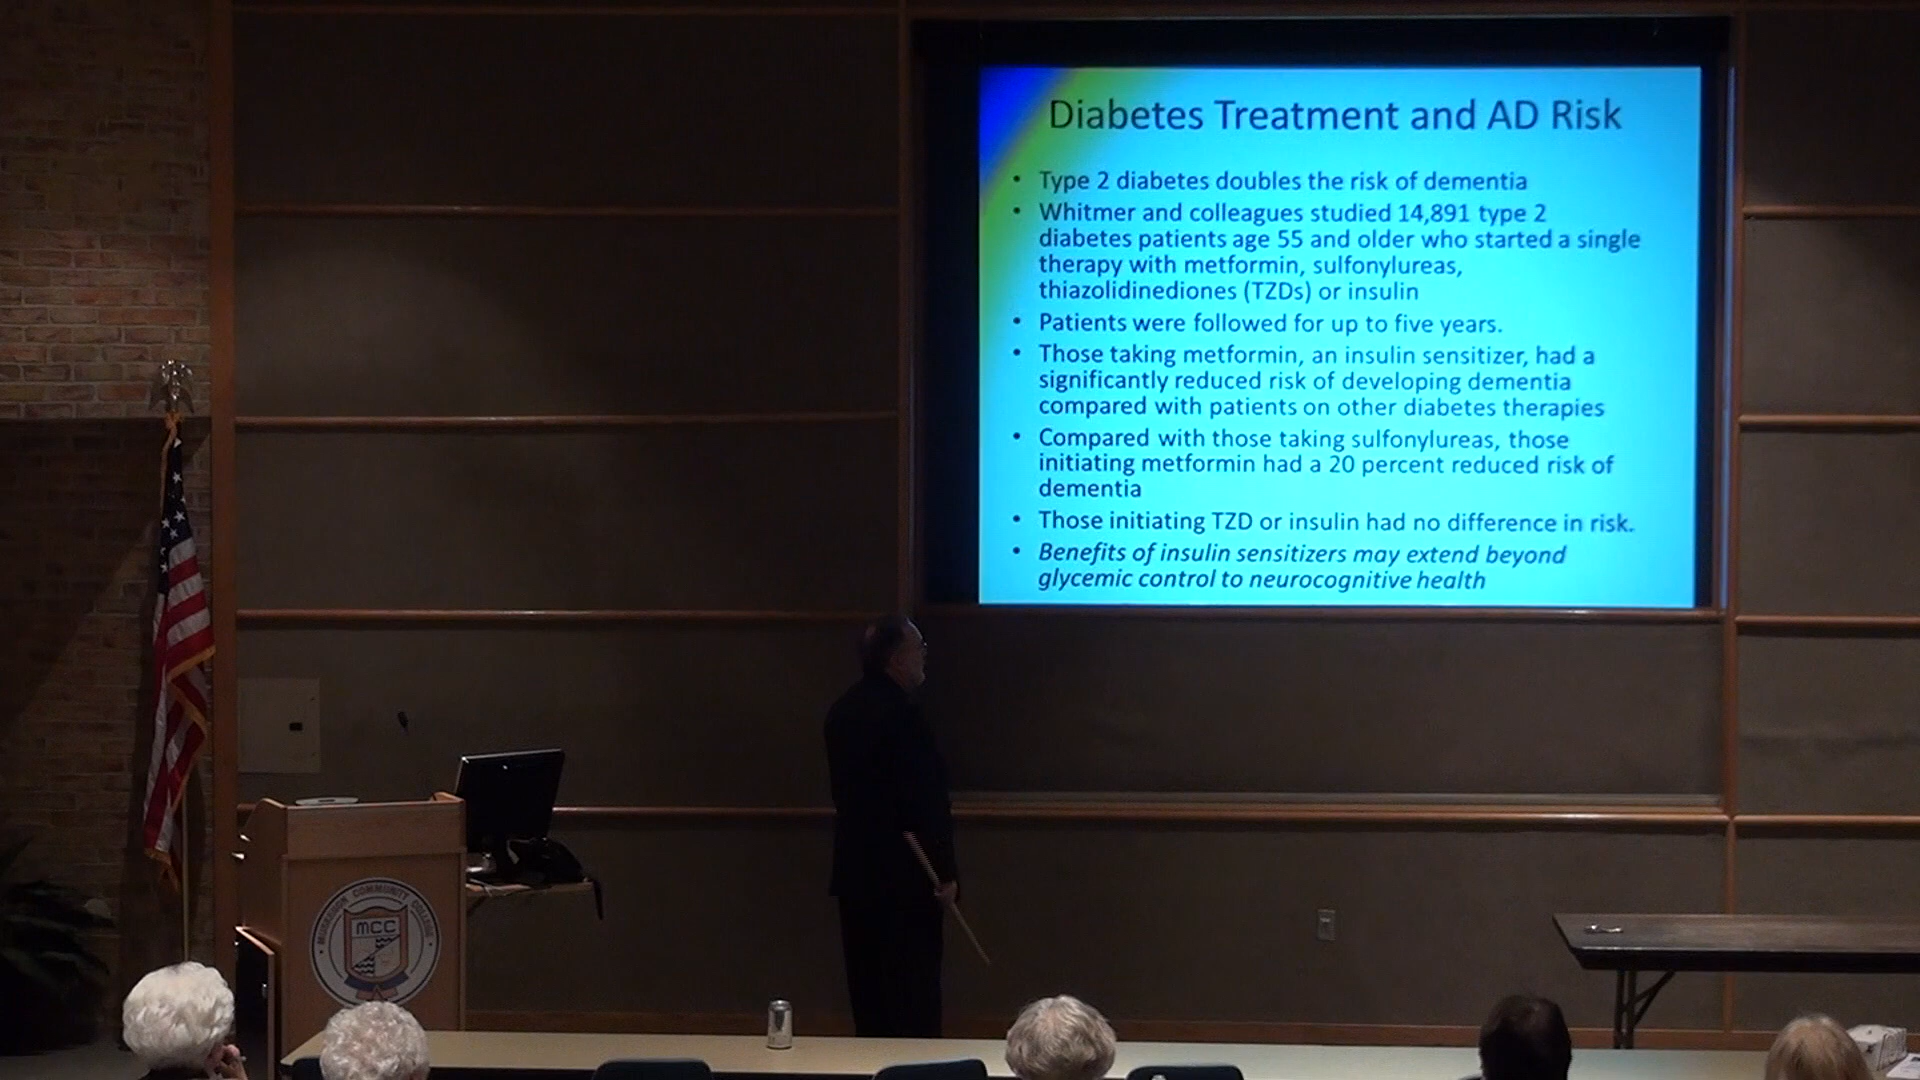 Diabetes Treatment and AD Risk
• Type 2 diabetes doubles the risk of dementia
• Whitmer and colleagues studied 14,891 type 2
diabetes patients age 55 and older who started a single
therapy with metformin, sulfonylureas,
thiazolidinediones (TZDs) or insulin
• Patients were followed for up to five years.
• Those taking metformin, an insulin sensitizer, had a
significantly reduced risk of developing dementia
compared with patients on other diabetes therapies
• Compared with those taking sulfonylureas, those
initiating metformin had a 20 percent reduced risk of
dementia
• Those initiating TZD or insulin had no difference in risk.
• Benefits of insulin sensitizers may extend beyond
glycemic control to neurocognitive health
MUSKEGON COMMUNITY COLLEGE
MCC